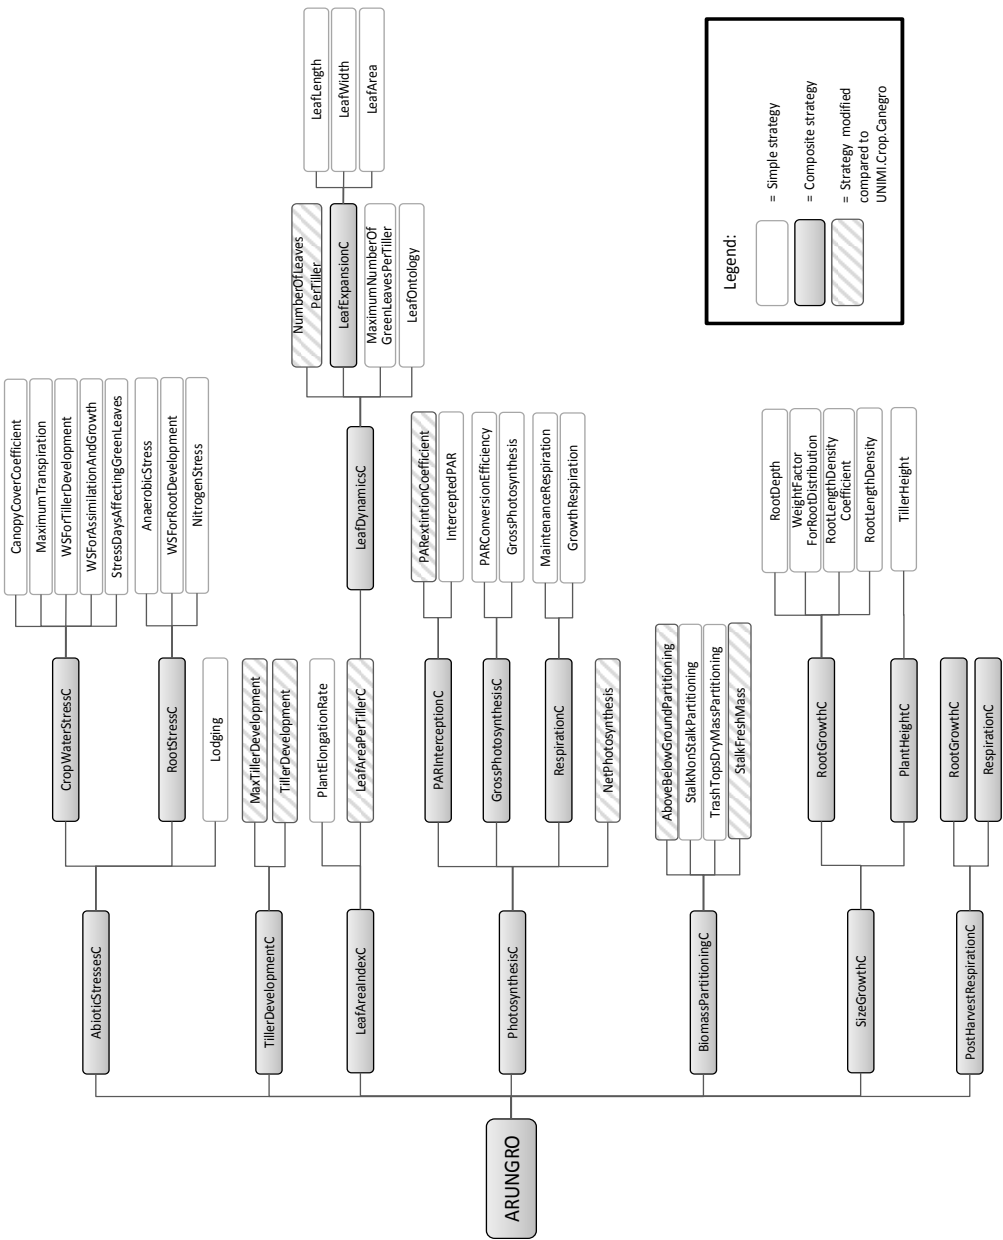 ARUNGRO
AbioticStressesC
CropWaterStressC
CanopyCoverCoefficient
MaximumTranspiration
WSForTillerDevelopment
WSForAssimilationAndGrowth
StressDaysAffectingGreenLeaves
RootStressC
AnaerobicStress
WSForRootDevelopment
NitrogenStress
Lodging
TillerDevelopmentC
MaxTillerDevelopment
TillerDevelopment
LeafAreaIndexC
PlantElongationRate
LeafAreaPerTillerC
LeafDynamicsC
NumberOfLeaves
PerTiller
LeafExpansionC
LeafLength
LeafWidth
LeafArea
MaximumNumberOf
GreenLeavesPerTiller
LeafOntology
PhotosynthesisC
PARInterceptionC
PARextintionCoefficient
InterceptedPAR
GrossPhotosynthesisC
PARConversionEfficiency
GrossPhotosynthesis
RespirationC
MaintenanceRespiration
GrowthRespiration
NetPhotosynthesis
BiomassPartitioningC
AboveBelowGroundPartitioning
StalkNonStalkPartitioning
TrashTopsDryMassPartitioning
StalkFreshMass
SizeGrowthC
RootGrowthC
RootDepth
WeightFactor
ForRootDistribution
RootLengthDensity
Coefficient
RootLengthDensity
PlantHeightC
TillerHeight
PostHarvestRespirationC
RootGrowthC
RespirationC
Legend:
= Simple strategy
= Composite strategy
= Strategy modified
compared to
UNIMI.Crop.Canegro